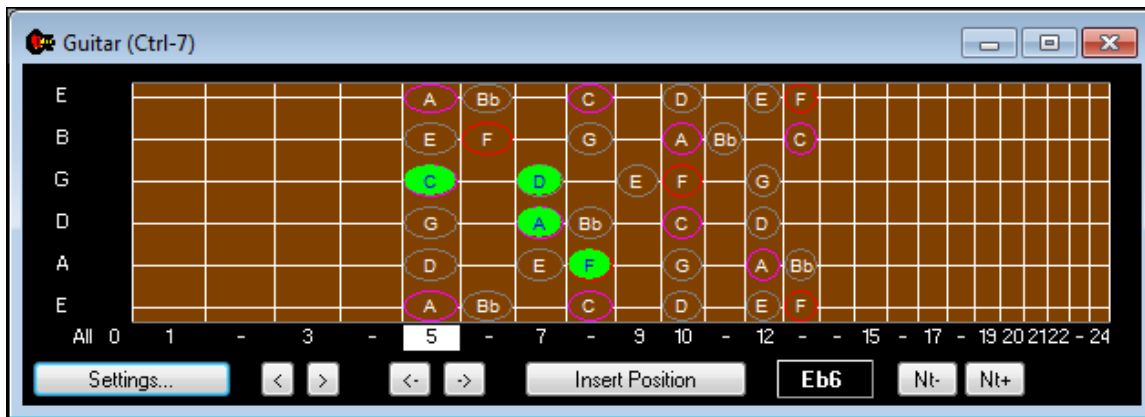 Guitar (Ctrl-7)
E A Bb C D E F
B E F G A Bb C
G C D E F G
D G A Bb C D
A D E F G A Bb
E A Bb C D E F
All 0 1 - 3 - 5 - 7 - 9 10 - 12 - - 15 - 17 - 19 20 21 22 - 24
Settings... < > <- -> Insert Position Eb6 Nt- Nt+